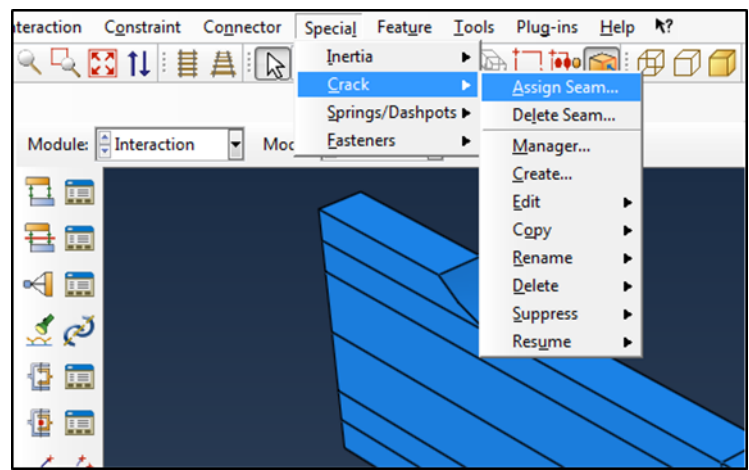 nteraction Constraint Connector Special Feature Tools Plug-ins Help
Inertia
Crack
Springs/Dashpots
Fasteners
Assign Seam...
Delete Seam...
Manager...
Create...
Edit
Copy
Rename
Delete
Suppress
Resume
Module: Interaction Mod